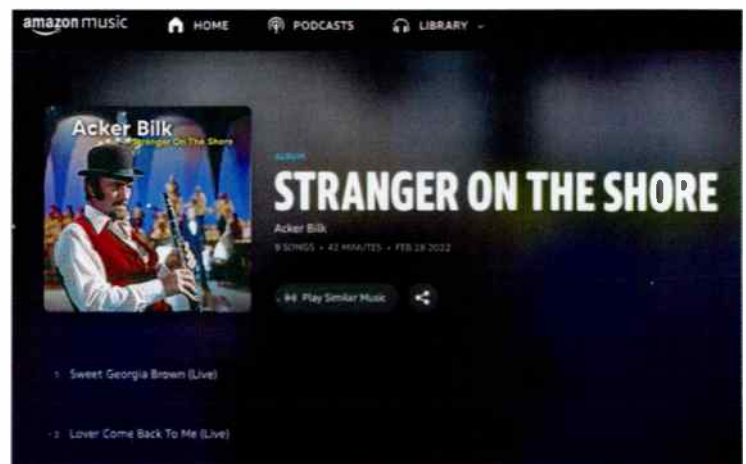 amazon music
HOME
PODCASTS
LIBRARY
Acker Bilk
Stranger On The Shore
ALBUM
STRANGER ON THE SHORE
Acker Bilk
9 SONGS • 42 MINUTES • FEB 28 2022
Play Similar Music
1 Sweet Georgia Brown (Live)
2 Lover Come Back To Me (Live)